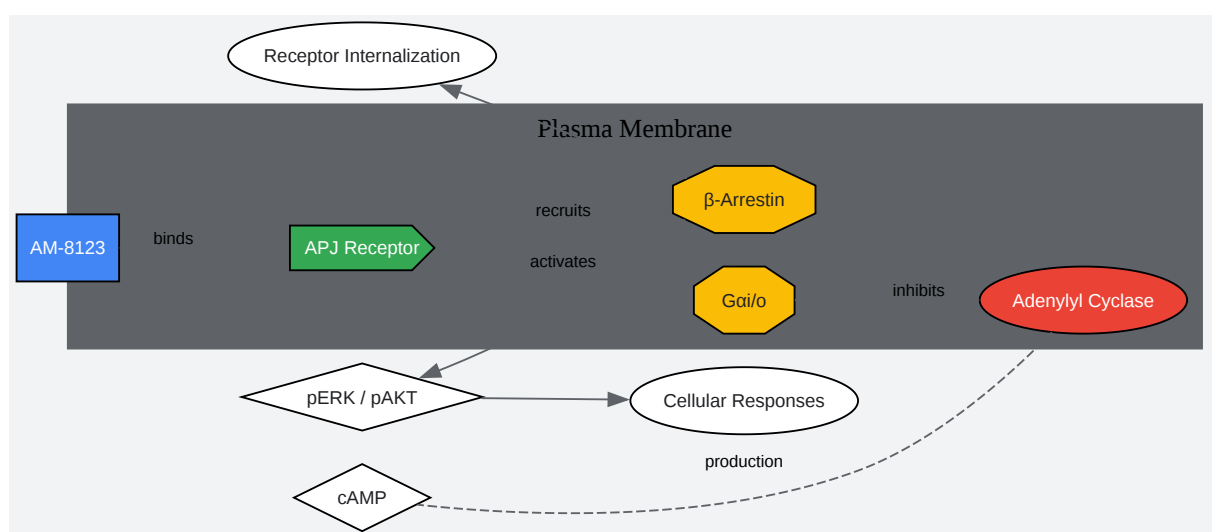 Receptor Internalization
Plasma Membrane
β-Arrestin
recruits
AM-8123
binds
APJ Receptor
activates
Gαi/o
inhibits
Adenylyl Cyclase
pERK / pAKT
Cellular Responses
production
cAMP